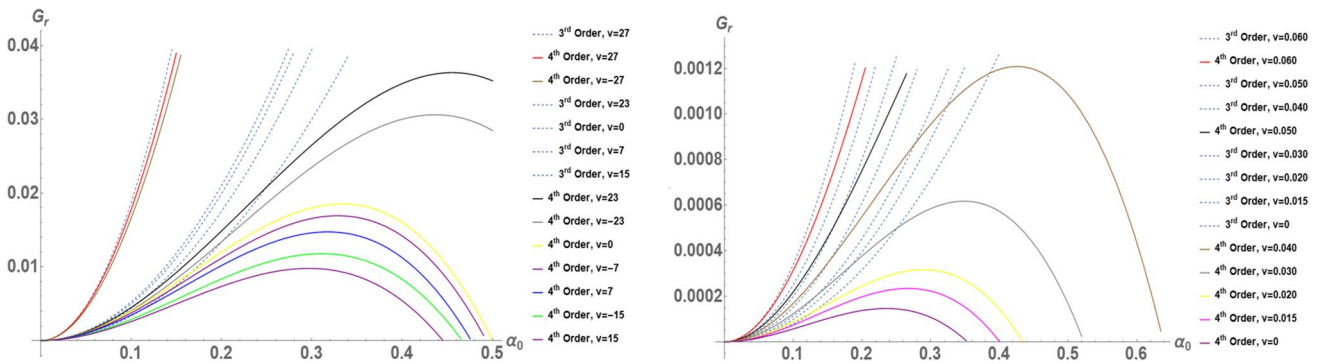 G_r
0.04
0.03
0.02
0.01
0.1
0.2
0.3
0.4
0.5
α_0
3rd Order, v=27
4th Order, v=27
4th Order, v=−27
3rd Order, v=23
3rd Order, v=0
3rd Order, v=7
3rd Order, v=15
4th Order, v=23
4th Order, v=−23
4th Order, v=0
4th Order, v=−7
4th Order, v=7
4th Order, v=−15
4th Order, v=15
G_r
0.0012
0.0010
0.0008
0.0006
0.0004
0.0002
0.1
0.2
0.3
0.4
0.5
0.6
α_0
3rd Order, v=0.060
4th Order, v=0.060
3rd Order, v=0.050
3rd Order, v=0.040
4th Order, v=0.050
3rd Order, v=0.030
3rd Order, v=0.020
3rd Order, v=0.015
3rd Order, v=0
4th Order, v=0.040
4th Order, v=0.030
4th Order, v=0.020
4th Order, v=0.015
4th Order, v=0